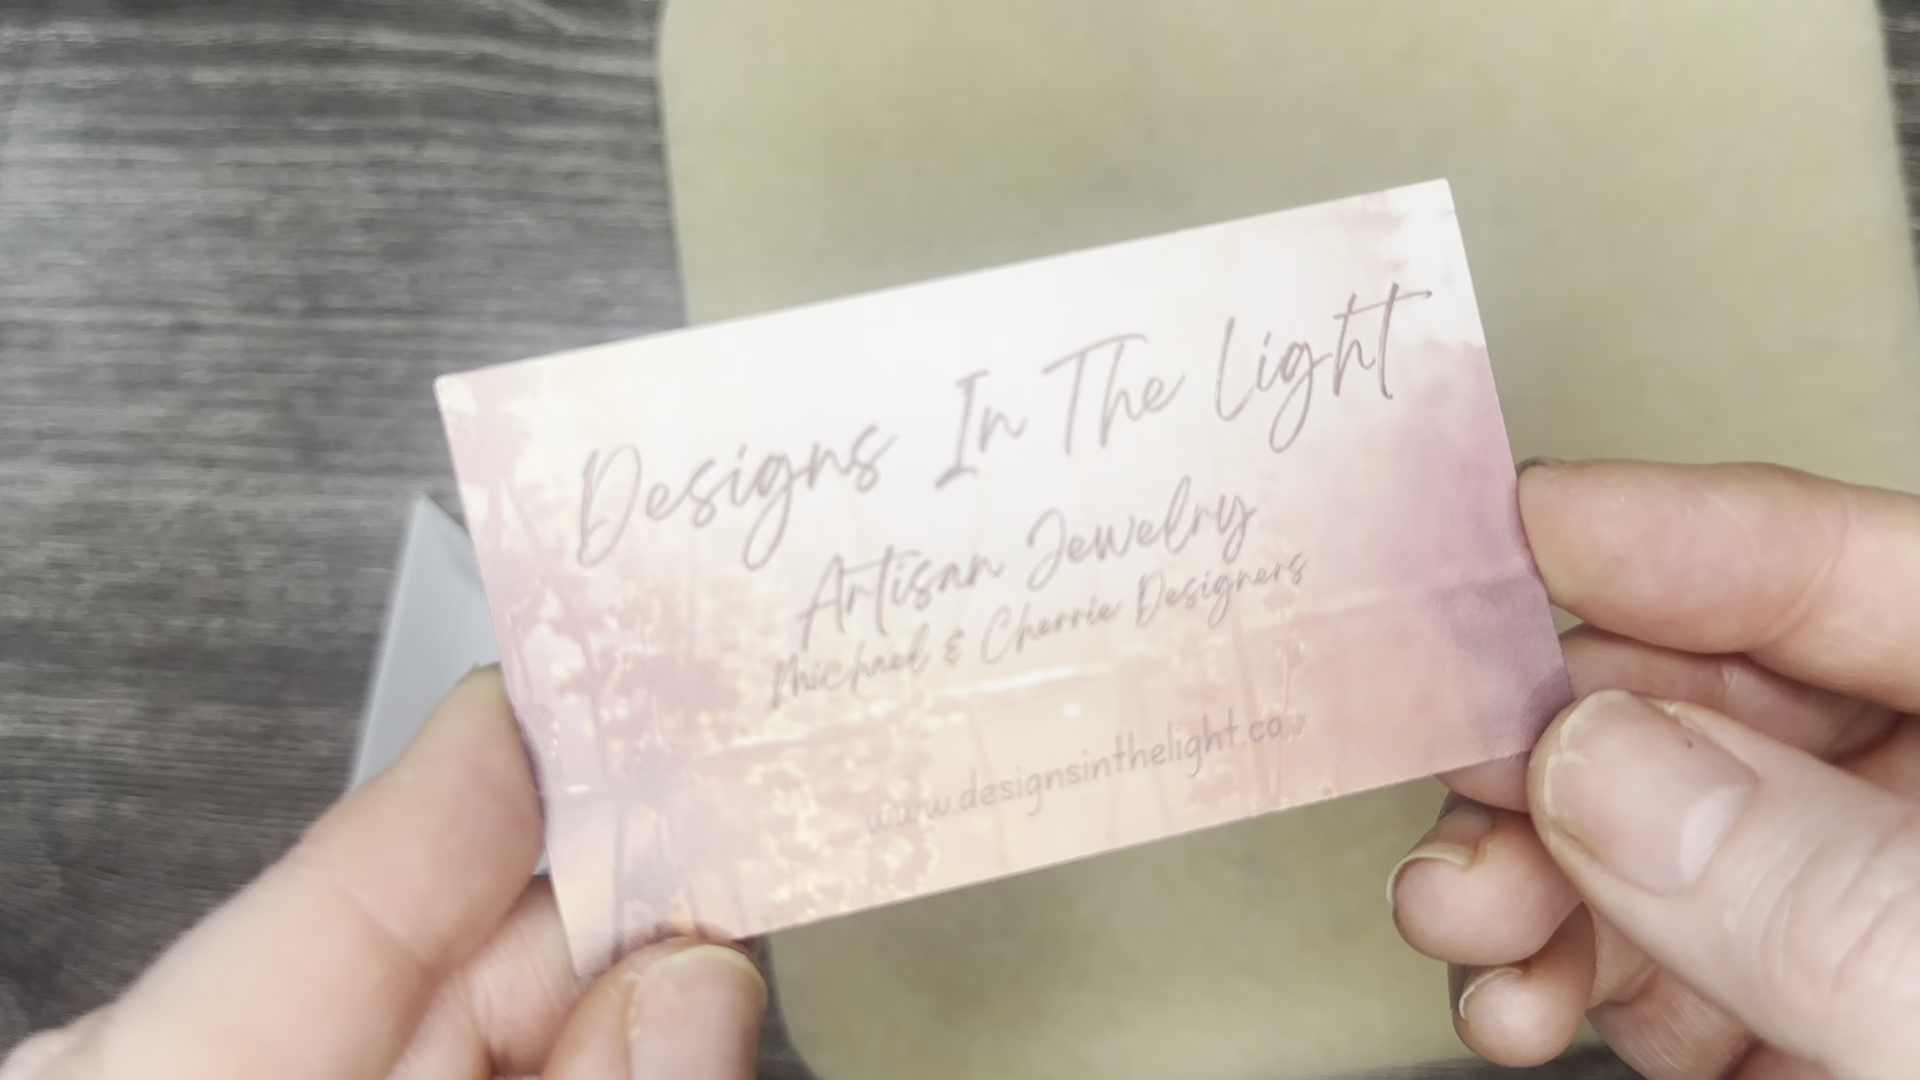 Designs In The Light
Artisan Jewelry
Michael & Cherrie Designers
www.designsinthelight.co